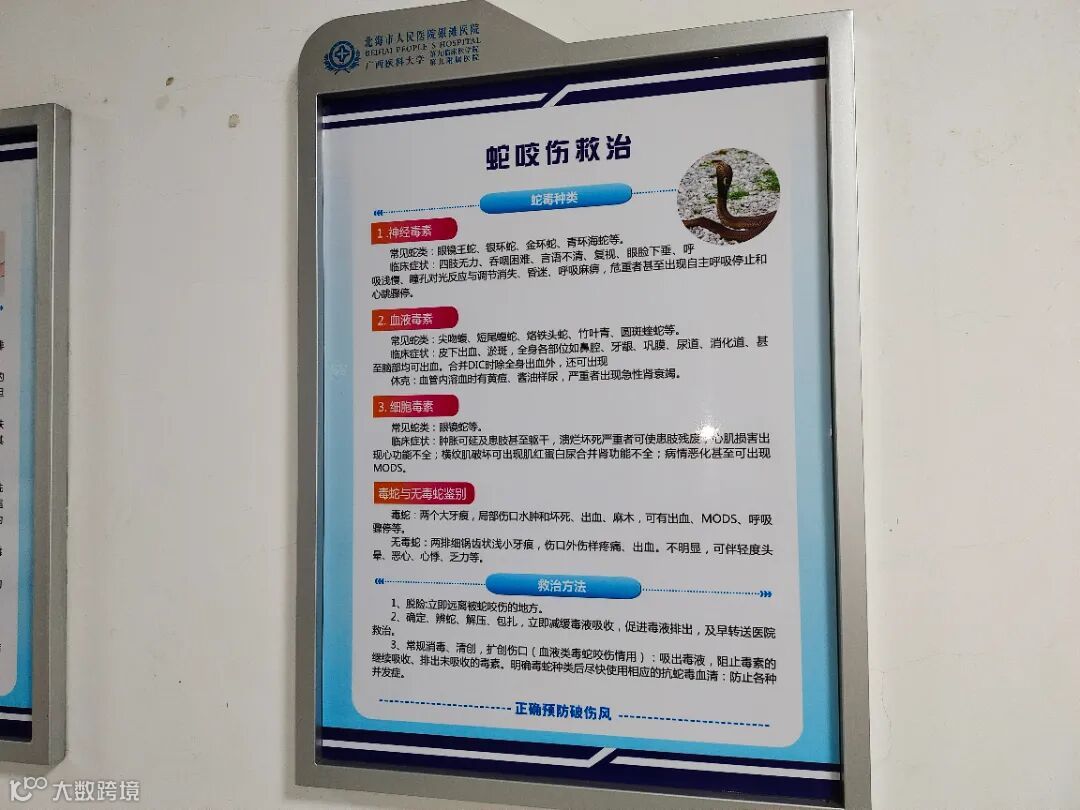 北海市人民医院银滩医院
BEIHAI PEOPLE'S HOSPITAL
广西医科大学 第九临床医学院
第九附属医院
蛇咬伤救治
蛇毒种类
1.神经毒素
常见蛇类：眼镜王蛇、银环蛇、金环蛇、青环海蛇等。
临床症状：四肢无力、吞咽困难、言语不清、复视、眼脸下垂、呼
吸浅慢、瞳孔对光反应与调节消失、昏迷、呼吸麻痹，危重者甚至出现自主呼吸停止和
心跳骤停。
2. 血液毒素
常见蛇类：尖吻蝮、短尾蝮蛇、烙铁头蛇、竹叶青、圆斑蝰蛇等。
临床症状：皮下出血、淤斑，全身各部位如鼻腔、牙龈、巩膜、尿道、消化道、甚
至脑部均可出血。合并DIC时除全身出血外，还可出现
休克：血管内溶血时有黄疸、酱油样尿，严重者出现急性肾衰竭。
3. 细胞毒素
常见蛇类：眼镜蛇等。
临床症状：肿胀可延及患肢甚至躯干，溃烂坏死严重者可使患肢残废；心肌损害出
现心功能不全；横纹肌破坏可出现肌红蛋白尿合并肾功能不全；病情恶化甚至可出现
MODS。
毒蛇与无毒蛇鉴别
毒蛇：两个大牙痕，局部伤口水肿和坏死、出血、麻木，可有出血、MODS、呼吸
骤停等。
无毒蛇：两排细锯齿状浅小牙痕，伤口外伤样疼痛、出血。不明显，可伴轻度头
晕、恶心、心悸、乏力等。
救治方法
1、脱险:立即远离被蛇咬伤的地方。
2、确定、辨蛇、解压、包扎，立即减缓毒液吸收，促进毒液排出，及早转送医院
救治。
3、常规消毒、清创，扩创伤口（血液类毒蛇咬伤情用）：吸出毒液，阻止毒素的
继续吸收、排出未吸收的毒素。明确毒蛇种类后尽快使用相应的抗蛇毒血清：防止各种
并发症。
正确预防破伤风
大数跨境